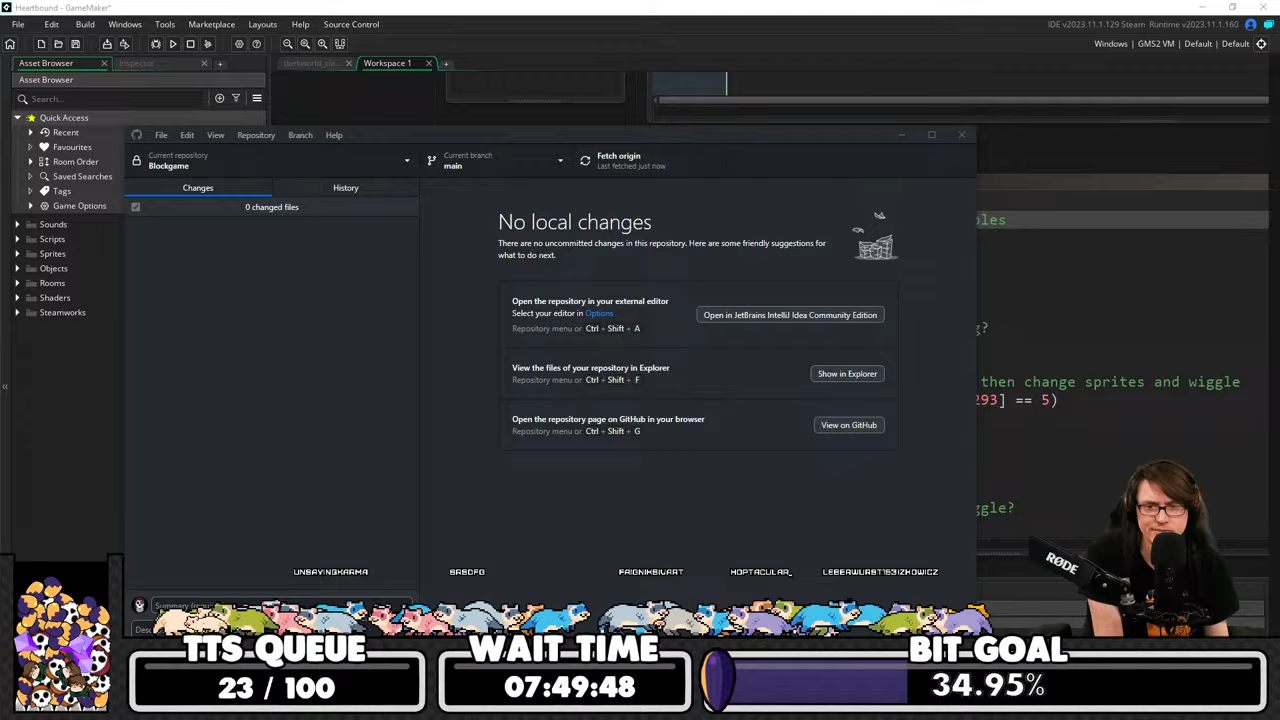 Heartbound - GameMaker*
File Edit Build Windows Tools Marketplace Layouts Help Source Control
IDE v2023.11.1.129 Steam Runtime v2023.11.1.160
Windows | GMS2 VM | Default | Default
Asset Browser Inspector
Workspace 1
Asset Browser
Search...
Quick Access
Recent
Favourites
Room Order
Saved Searches
Tags
Game Options
Sounds
Scripts
Sprites
Objects
Rooms
Shaders
Steamworks
File Edit View Repository Branch Help
Current repository
Blockgame
Current branch
main
Fetch origin
Last fetched just now
Changes History
0 changed files
No local changes
There are no uncommitted changes in this repository. Here are some friendly suggestions for
what to do next.
Open the repository in your external editor
Select your editor in Options
Repository menu or Ctrl + Shift + A
Open in JetBrains IntelliJ Idea Community Edition
View the files of your repository in Explorer
Repository menu or Ctrl + Shift + F
Show in Explorer
Open the repository page on GitHub in your browser
Repository menu or Ctrl + Shift + G
View on GitHub
then change sprites and wiggle
293] == 5)
RØDE
UNSAYINGKARMA SRSDFG FAIGNIKBIVART HOPTACULAR_
TTS QUEUE
23 / 100
WAIT TIME
07:49:48
BIT GOAL
34.95%